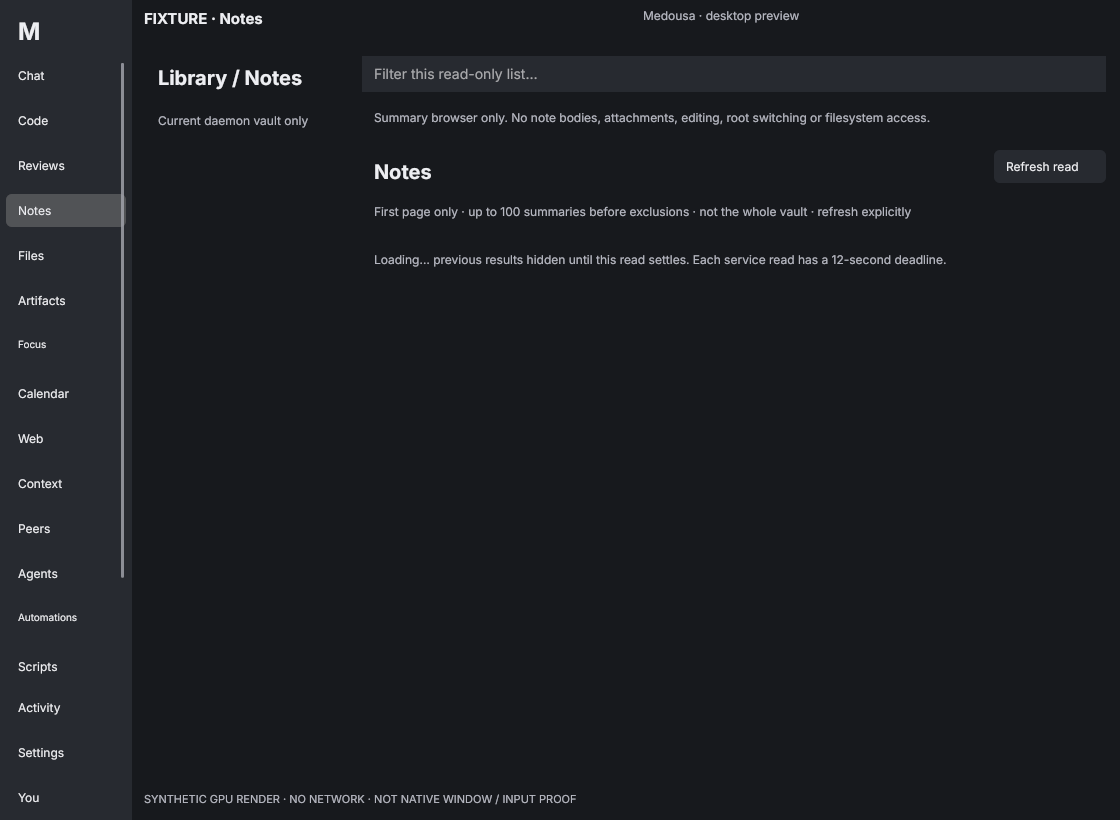 M
FIXTURE · Notes
Medousa · desktop preview
Chat
Code
Reviews
Notes
Files
Artifacts
Focus
Calendar
Web
Context
Peers
Agents
Automations
Scripts
Activity
Settings
You
Library / Notes
Current daemon vault only
Filter this read-only list...
Summary browser only. No note bodies, attachments, editing, root switching or filesystem access.
Notes
Refresh read
First page only · up to 100 summaries before exclusions · not the whole vault · refresh explicitly
Loading... previous results hidden until this read settles. Each service read has a 12-second deadline.
SYNTHETIC GPU RENDER · NO NETWORK · NOT NATIVE WINDOW / INPUT PROOF